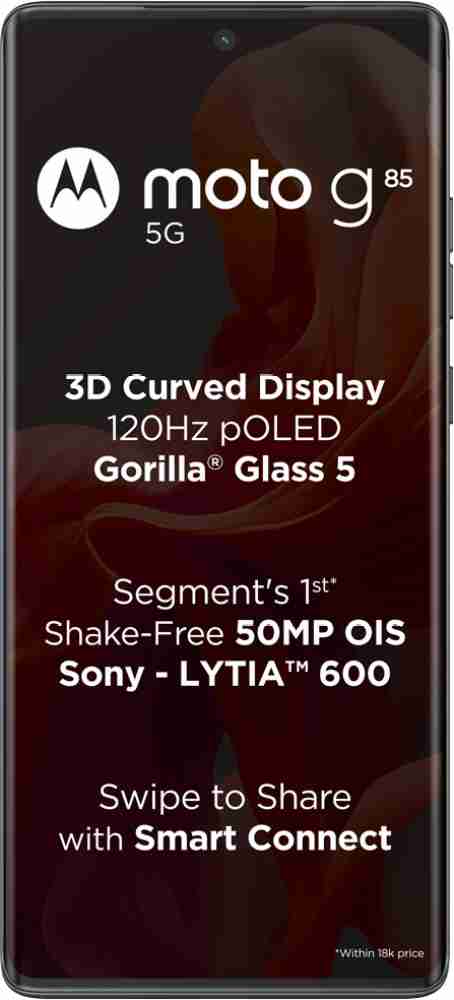 moto g 85
5G
3D Curved Display
120Hz pOLED
Gorilla® Glass 5
Segment's 1st*
Shake-Free 50MP OIS
Sony - LYTIA™ 600
Swipe to Share
with Smart Connect
*Within 18k price